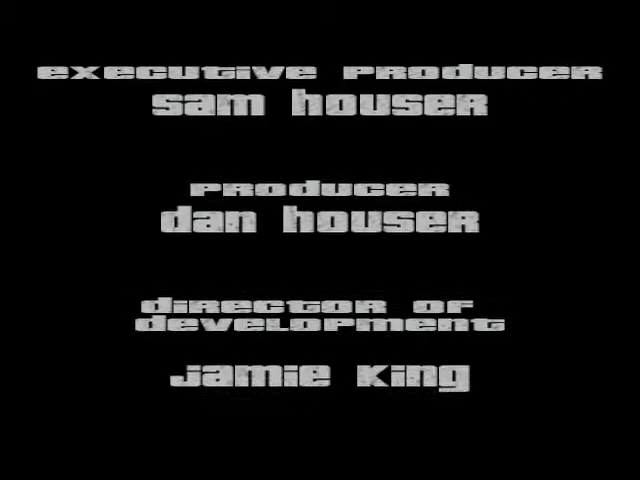 executive producer
sam houser
producer
dan houser
director of
development
jamie king